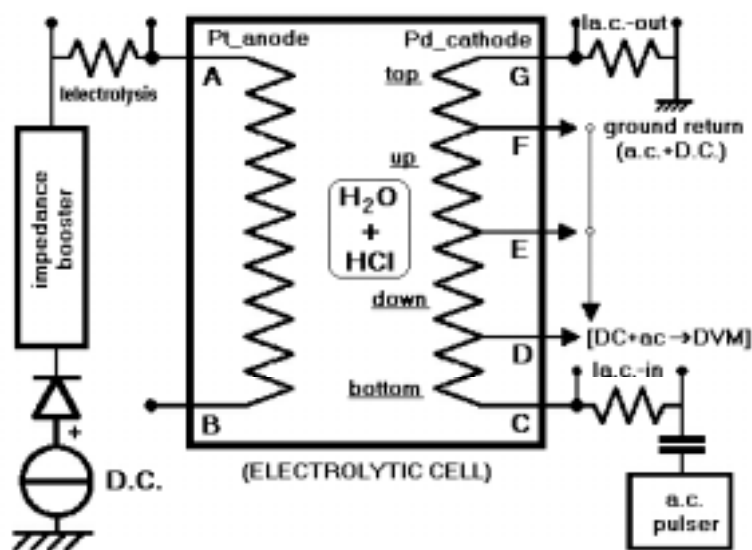 Ia.c.-out
Pt_anode
Pd_cathode
A
top
G
Ielectrolysis
F
ground return
(a.c.+D.C.)
up
impedance
booster
H₂O
+
HCl
E
down
D
[DC+ac→DVM]
Ia.c.-in
bottom
B
C
+
(ELECTROLYTIC CELL)
D.C.
a.c.
pulser